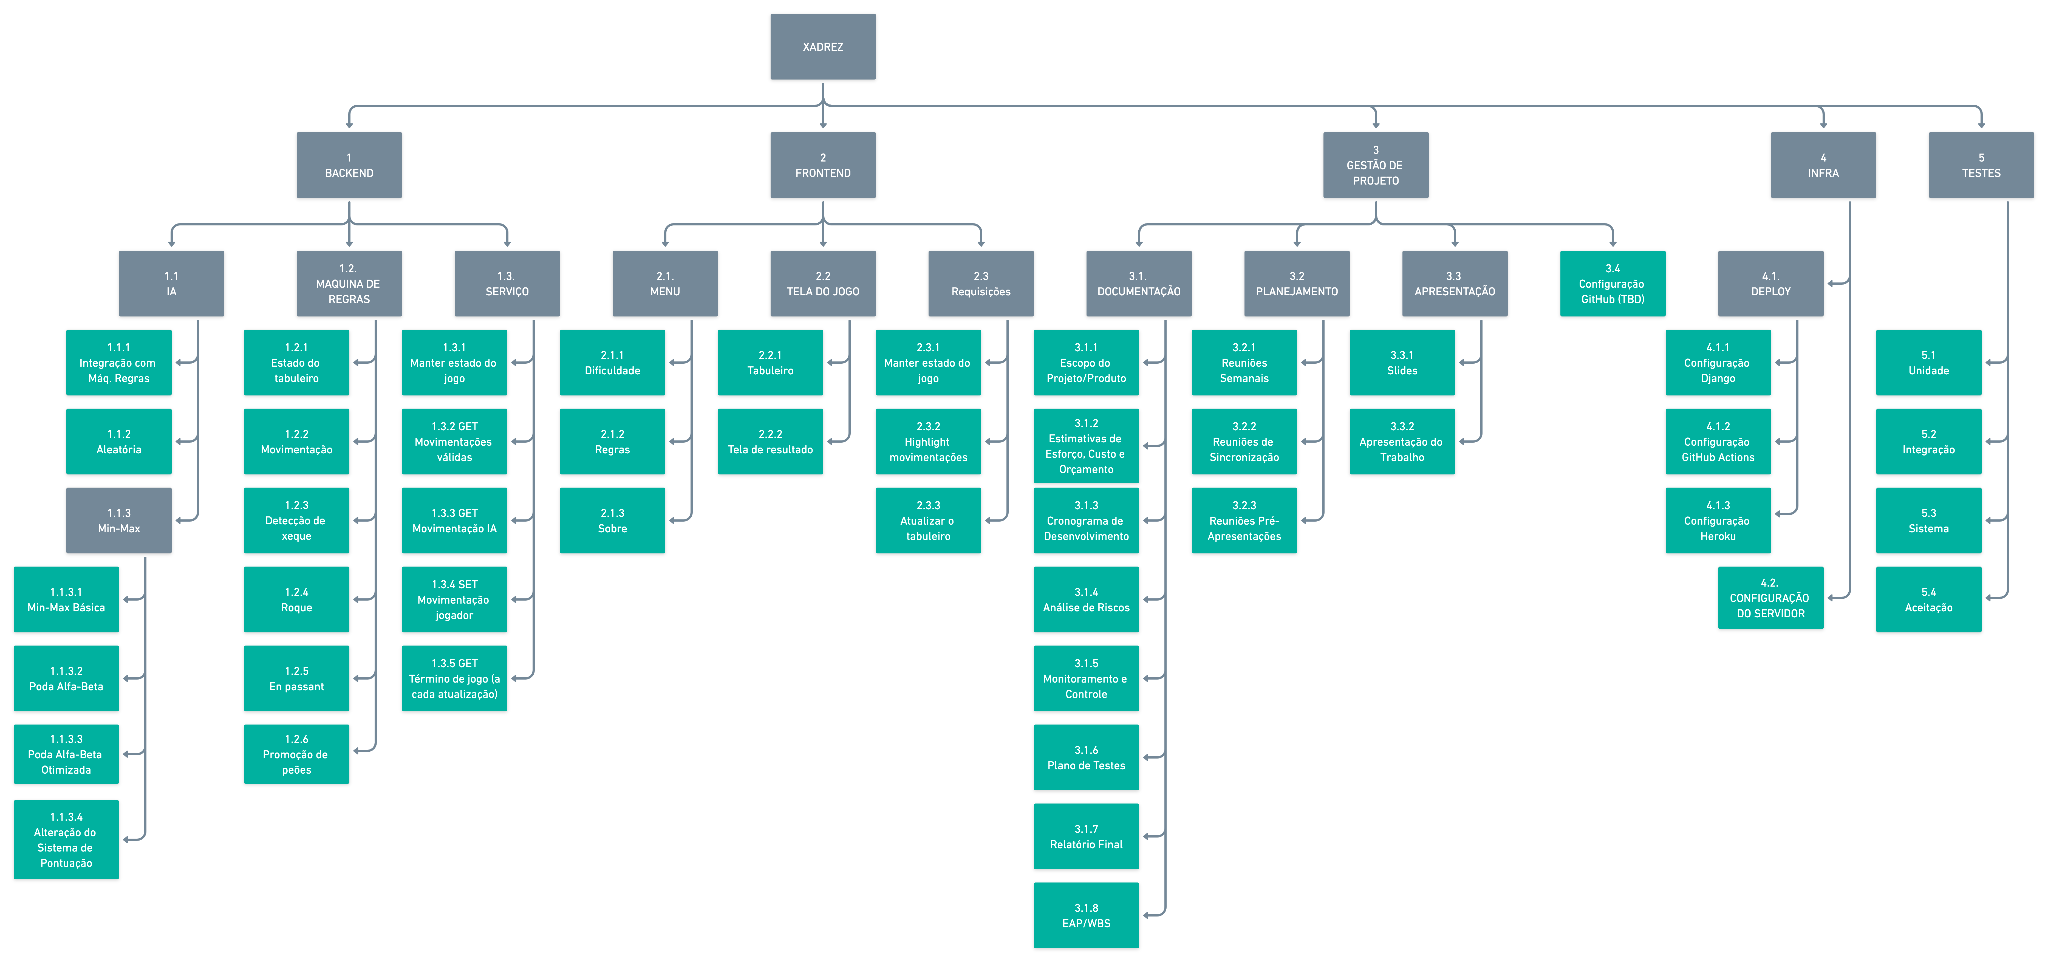 XADREZ
1
BACKEND
2
FRONTEND
3
GESTÃO DE
PROJETO
4
INFRA
5
TESTES
1.1
IA
1.2.
MAQUINA DE
REGRAS
1.3.
SERVIÇO
2.1.
MENU
2.2
TELA DO JOGO
2.3
Requisições
3.1.
DOCUMENTAÇÃO
3.2
PLANEJAMENTO
3.3
APRESENTAÇÃO
3.4
Configuração
GitHub (TBD)
4.1.
DEPLOY
1.1.1
Integração com
Máq. Regras
1.1.2
Aleatória
1.1.3
Min-Max
1.1.3.1
Min-Max Básica
1.1.3.2
Poda Alfa-Beta
1.1.3.3
Poda Alfa-Beta
Otimizada
1.1.3.4
Alteração do
Sistema de
Pontuação
1.2.1
Estado do
tabuleiro
1.2.2
Movimentação
1.2.3
Detecção de
xeque
1.2.4
Roque
1.2.5
En passant
1.2.6
Promoção de
peões
1.3.1
Manter estado do
jogo
1.3.2 GET
Movimentações
válidas
1.3.3 GET
Movimentação IA
1.3.4 SET
Movimentação
jogador
1.3.5 GET
Término de jogo (a
cada atualização)
2.1.1
Dificuldade
2.1.2
Regras
2.1.3
Sobre
2.2.1
Tabuleiro
2.2.2
Tela de resultado
2.3.1
Manter estado do
jogo
2.3.2
Highlight
movimentações
2.3.3
Atualizar o
tabuleiro
3.1.1
Escopo do
Projeto/Produto
3.1.2
Estimativas de
Esforço, Custo e
Orçamento
3.1.3
Cronograma de
Desenvolvimento
3.1.4
Análise de Riscos
3.1.5
Monitoramento e
Controle
3.1.6
Plano de Testes
3.1.7
Relatório Final
3.1.8
EAP/WBS
3.2.1
Reuniões
Semanais
3.2.2
Reuniões de
Sincronização
3.2.3
Reuniões Pré-
Apresentações
3.3.1
Slides
3.3.2
Apresentação do
Trabalho
4.1.1
Configuração
Django
4.1.2
Configuração
GitHub Actions
4.1.3
Configuração
Heroku
4.2.
CONFIGURAÇÃO
DO SERVIDOR
5.1
Unidade
5.2
Integração
5.3
Sistema
5.4
Aceitação